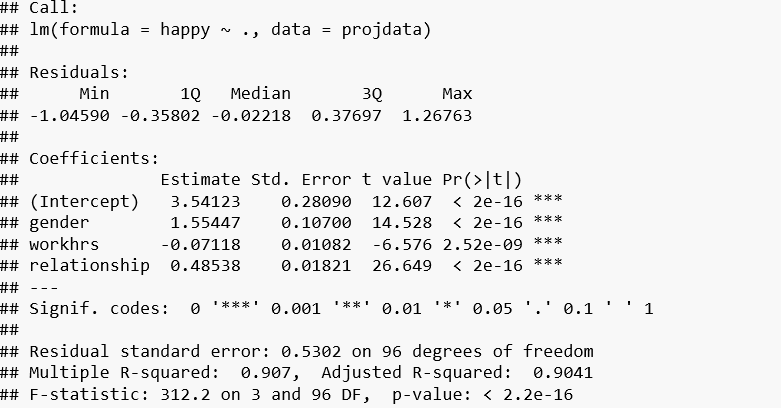 ## Call:
## lm(formula = happy ~ ., data = projdata)
##
## Residuals:
##      Min       1Q   Median       3Q      Max
## -1.04590 -0.35802 -0.02218  0.37697  1.26763
##
## Coefficients:
##              Estimate Std. Error t value Pr(>|t|)
## (Intercept)   3.54123    0.28090  12.607  < 2e-16 ***
## gender        1.55447    0.10700  14.528  < 2e-16 ***
## workhrs      -0.07118    0.01082  -6.576 2.52e-09 ***
## relationship  0.48538    0.01821  26.649  < 2e-16 ***
## ---
## Signif. codes:  0 '***' 0.001 '**' 0.01 '*' 0.05 '.' 0.1 ' ' 1
##
## Residual standard error: 0.5302 on 96 degrees of freedom
## Multiple R-squared:  0.907,  Adjusted R-squared:  0.9041
## F-statistic: 312.2 on 3 and 96 DF,  p-value: < 2.2e-16